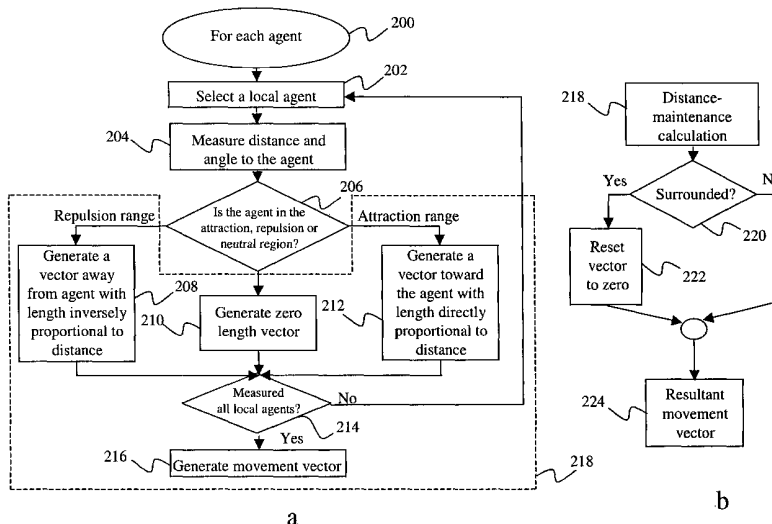 For each agent
200
202
Select a local agent
204
Measure distance and
angle to the agent
206
Repulsion range
Is the agent in the
attraction, repulsion or
neutral region?
Attraction range
Generate a
vector away
from agent with
length inversely
proportional to
distance
208
210
Generate zero
length vector
212
Generate a
vector toward
the agent with
length directly
proportional to
distance
Measured
all local agents?
No
214
Yes
216
Generate movement vector
218
a
218
Distance-
maintenance
calculation
Yes
Surrounded?
220
Reset
vector
to zero
222
224
Resultant
movement
vector
b